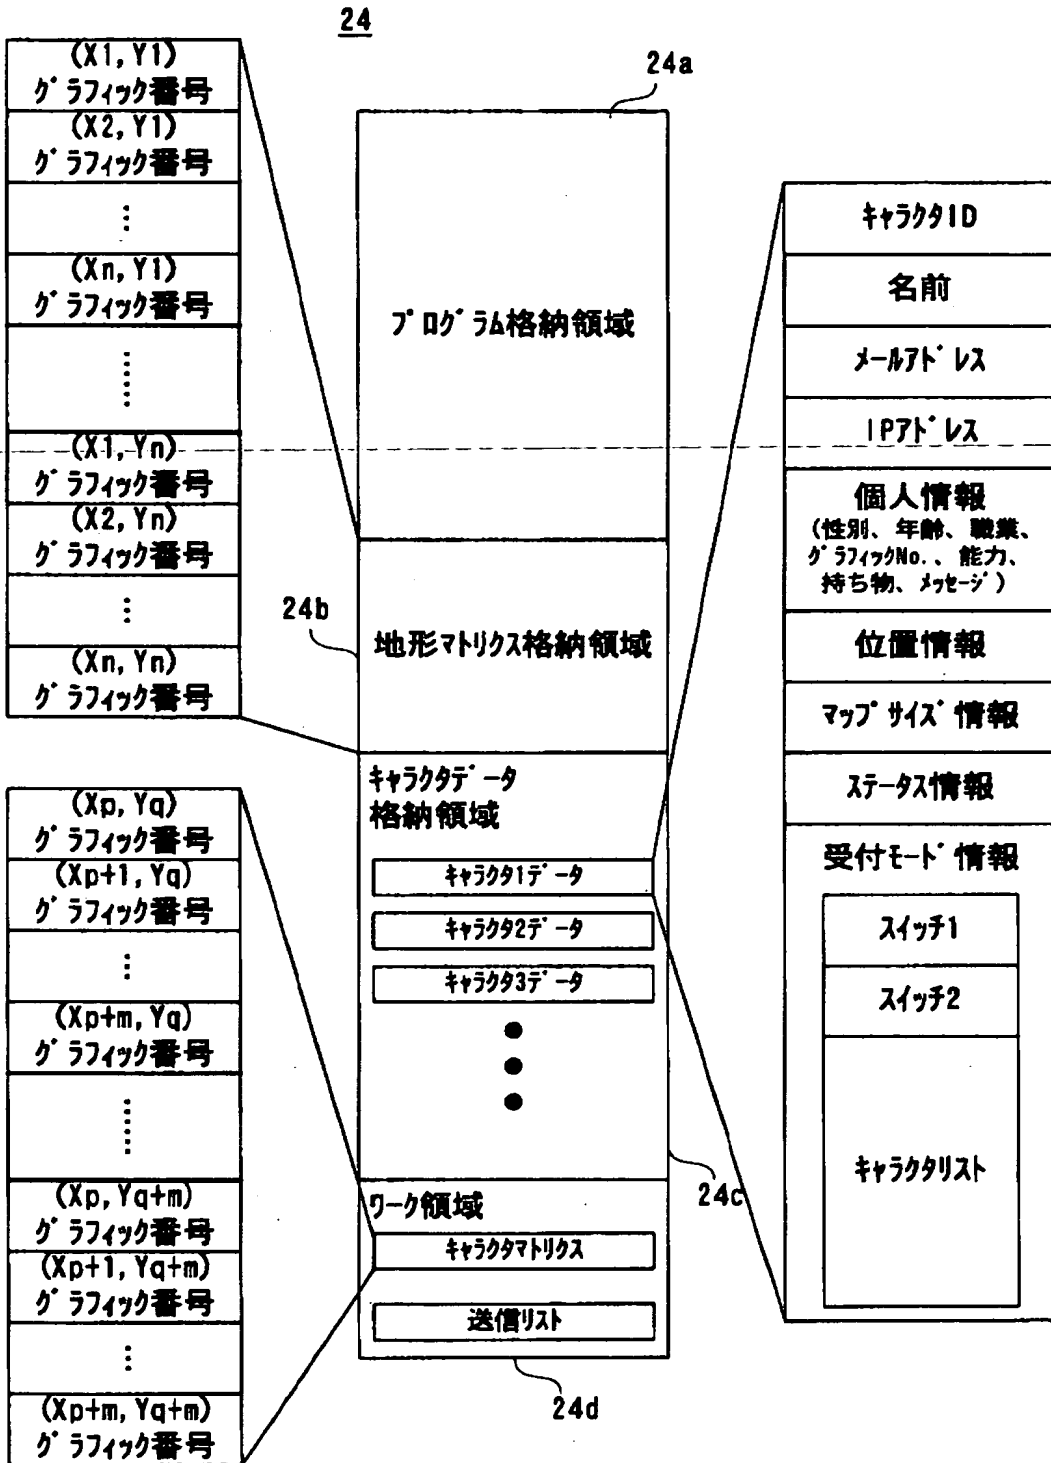 24
(X1,Y1)
グラフィック番号
(X2,Y1)
グラフィック番号
⋮
(Xn,Y1)
グラフィック番号
⋮
(X1,Yn)
グラフィック番号
(X2,Yn)
グラフィック番号
⋮
(Xn,Yn)
グラフィック番号
(Xp,Yq)
グラフィック番号
(Xp+1,Yq)
グラフィック番号
⋮
(Xp+m,Yq)
グラフィック番号
⋮
(Xp,Yq+m)
グラフィック番号
(Xp+1,Yq+m)
グラフィック番号
⋮
(Xp+m,Yq+m)
グラフィック番号
24a
プログラム格納領域
24b
地形マトリクス格納領域
キャラクタデータ
格納領域
キャラクタ1データ
キャラクタ2データ
キャラクタ3データ
24c
ワーク領域
キャラクタマトリクス
送信リスト
24d
キャラクタID
名前
メールアドレス
IPアドレス
個人情報
(性別、年齢、職業、
グラフィックNo.、能力、
持ち物、メッセージ)
位置情報
マップサイズ情報
ステータス情報
受付モード情報
スイッチ1
スイッチ2
キャラクタリスト